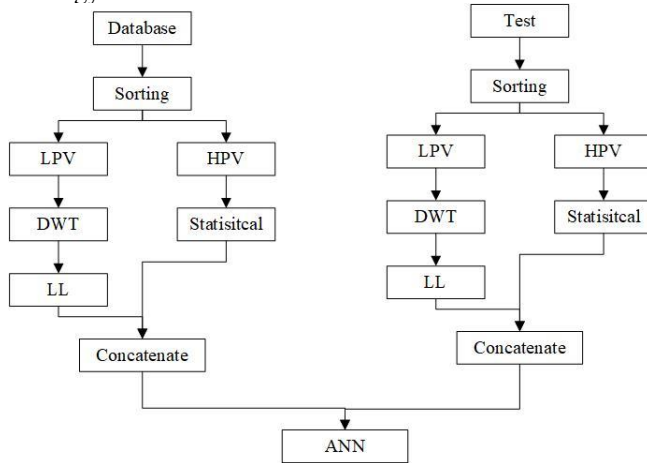 Database
Test
Sorting
Sorting
LPV
HPV
LPV
HPV
DWT
Statisitcal
DWT
Statisitcal
LL
LL
Concatenate
Concatenate
ANN